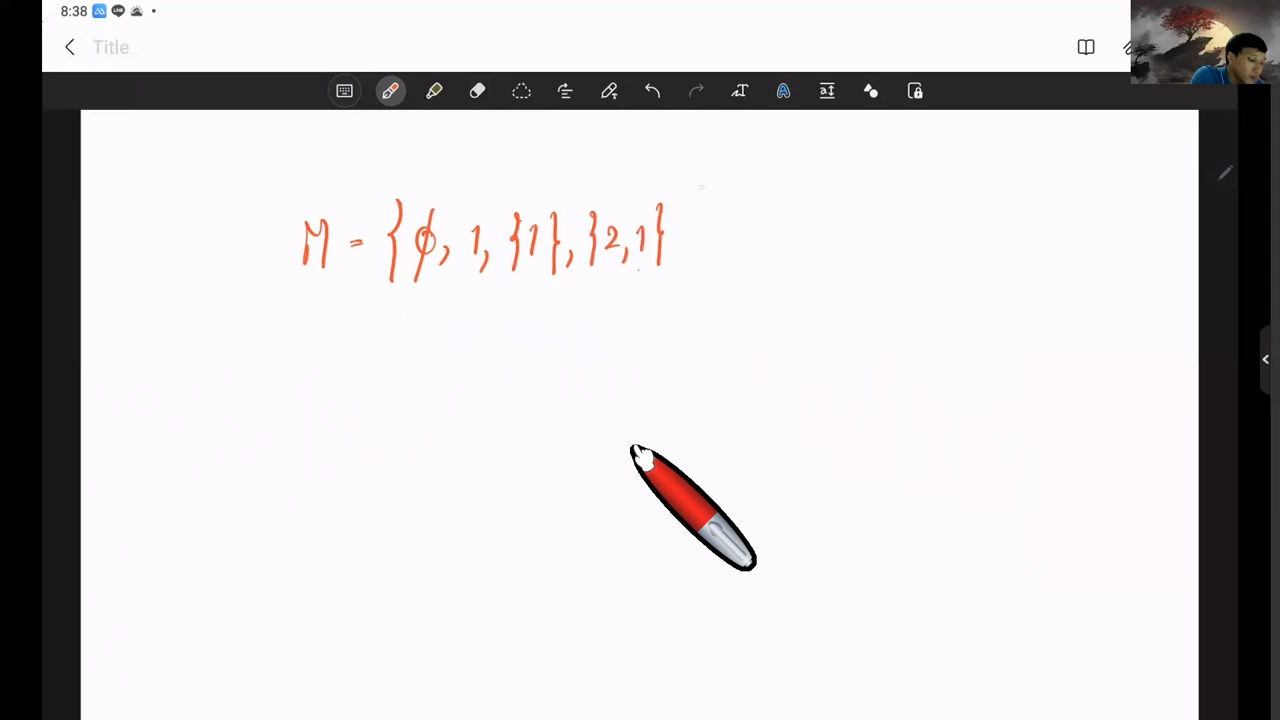 8:38
Title
M = {∅, 1, {1}, {2,1}